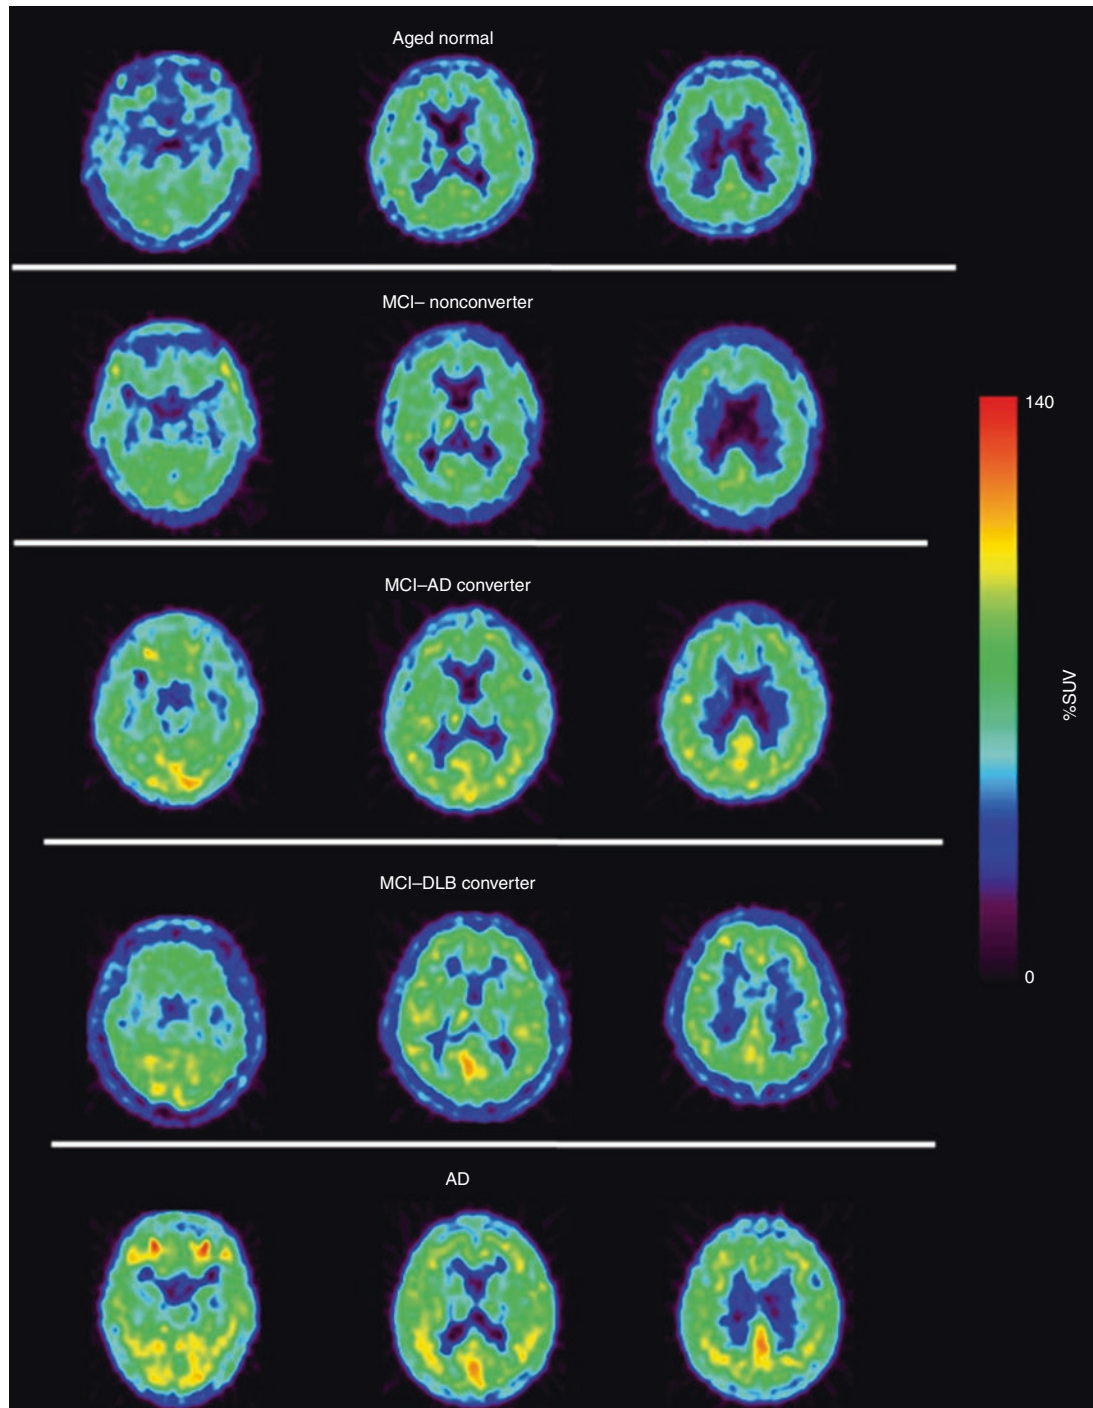 Aged normal
MCI– nonconverter
140
MCI–AD converter
%SUV
MCI–DLB converter
0
AD